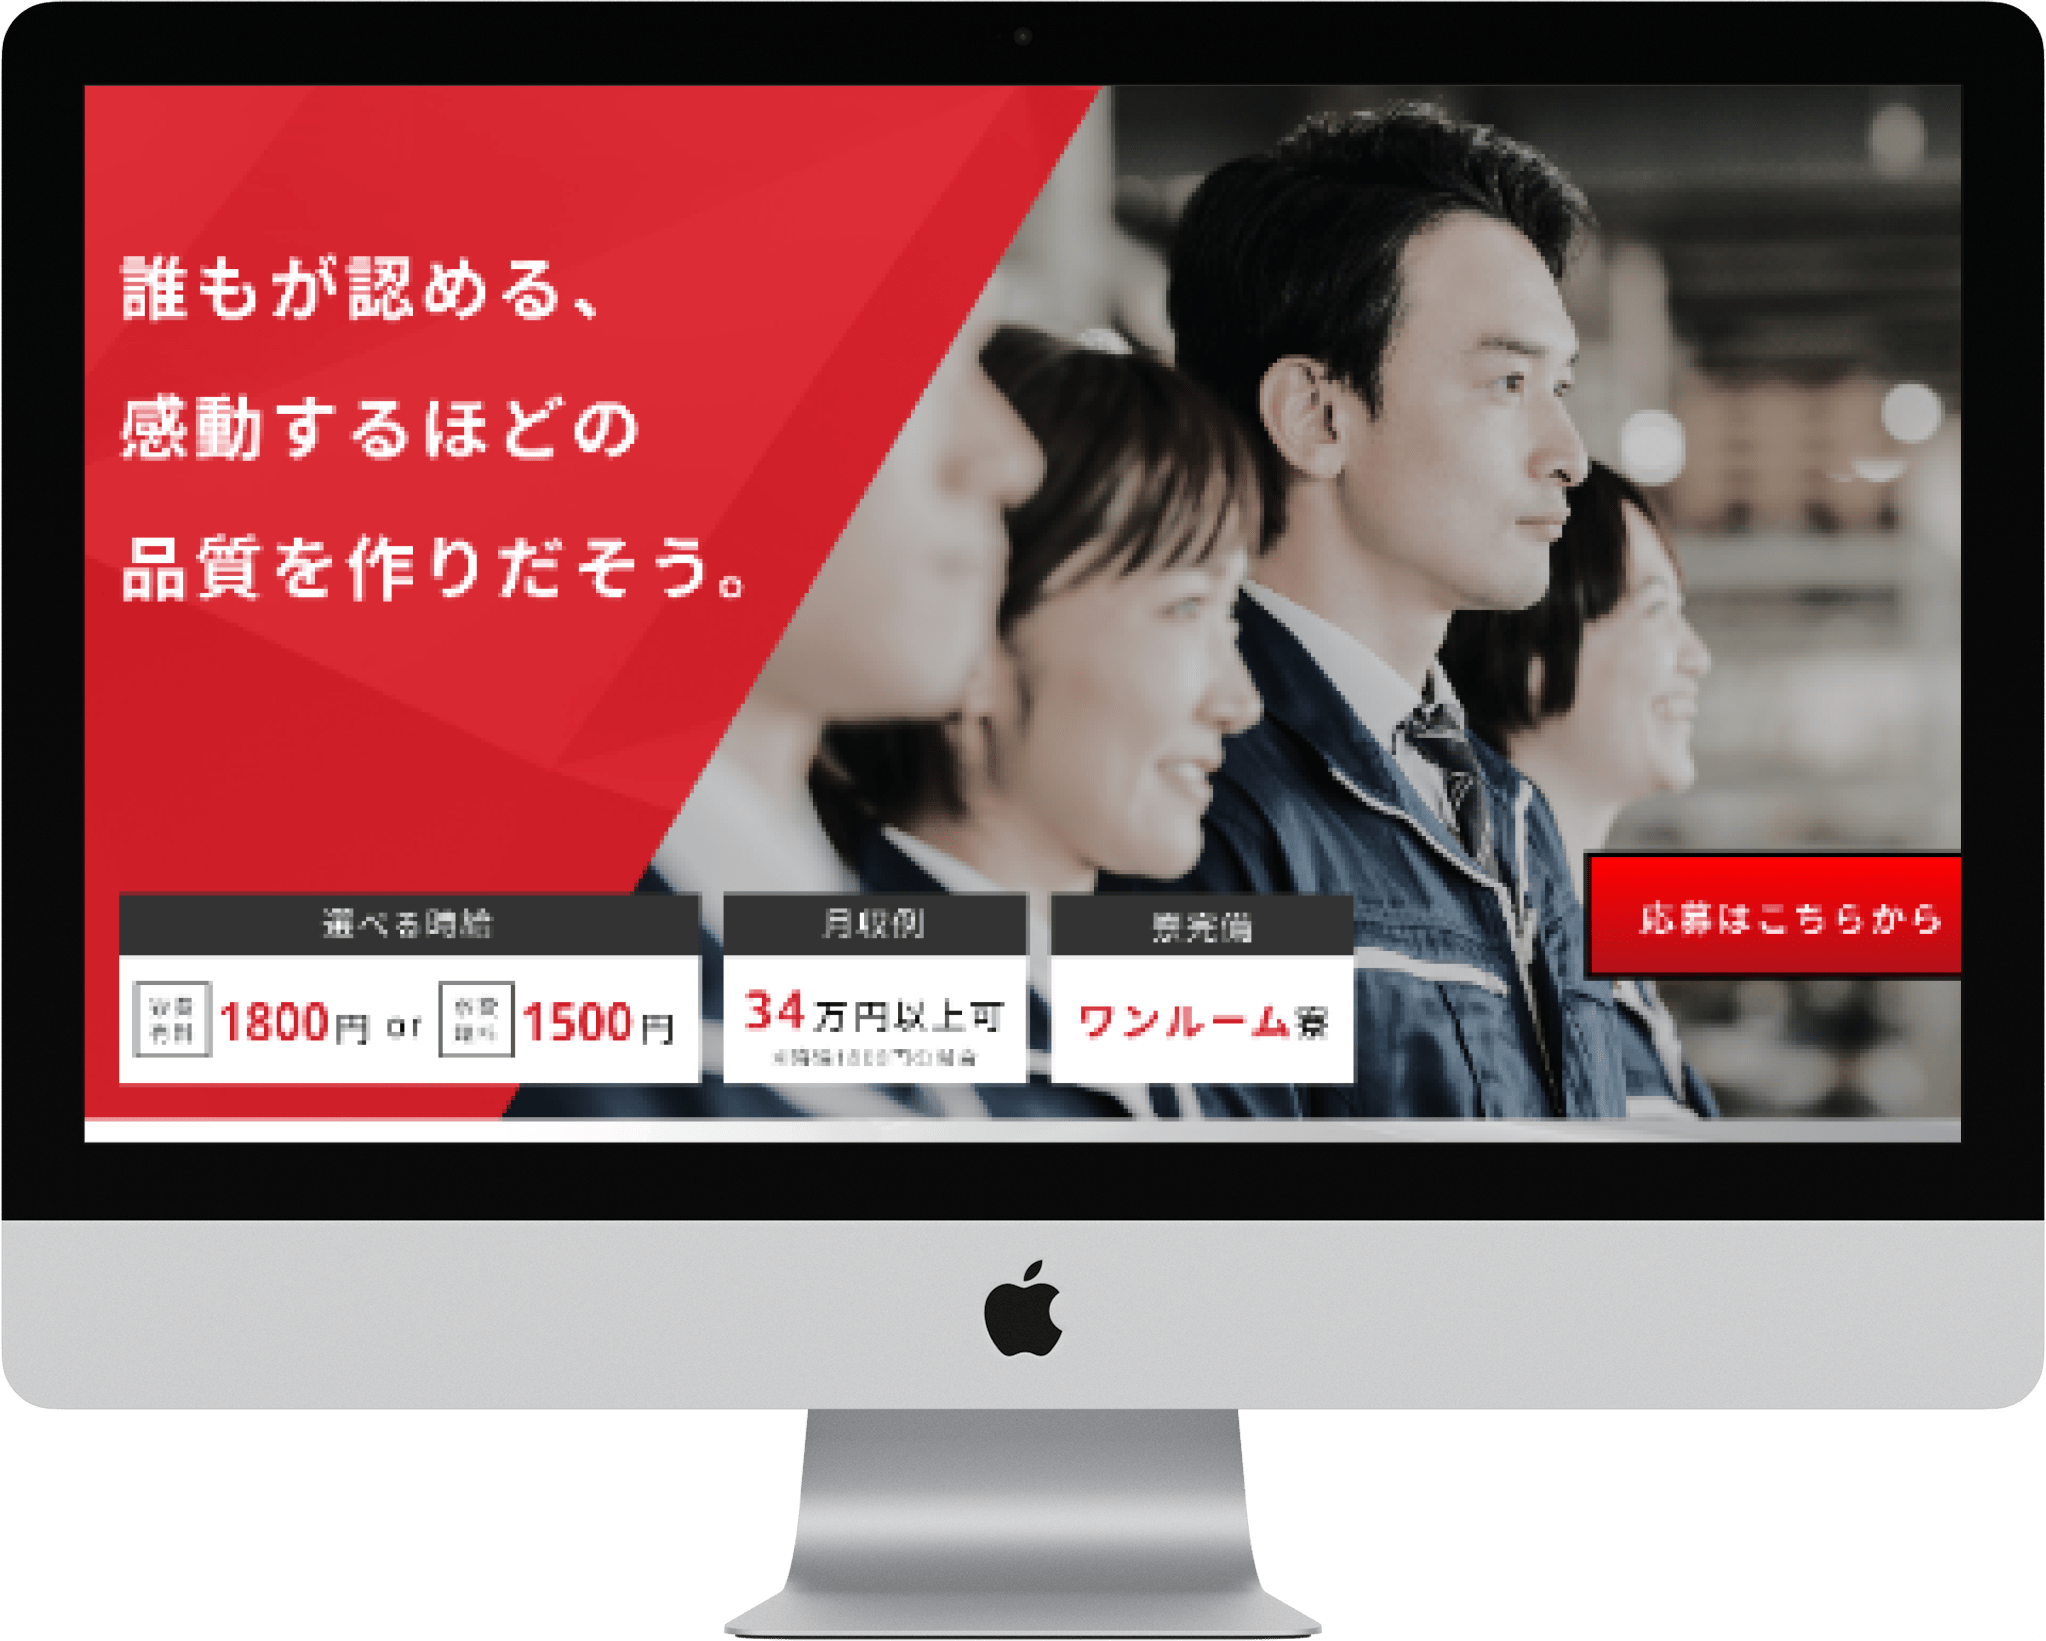 誰もが認める、
感動するほどの
品質を作りだそう。
選べる時給
1800円 or 1500円
月収例
34万円以上可
寮完備
ワンルーム寮
応募はこちらから